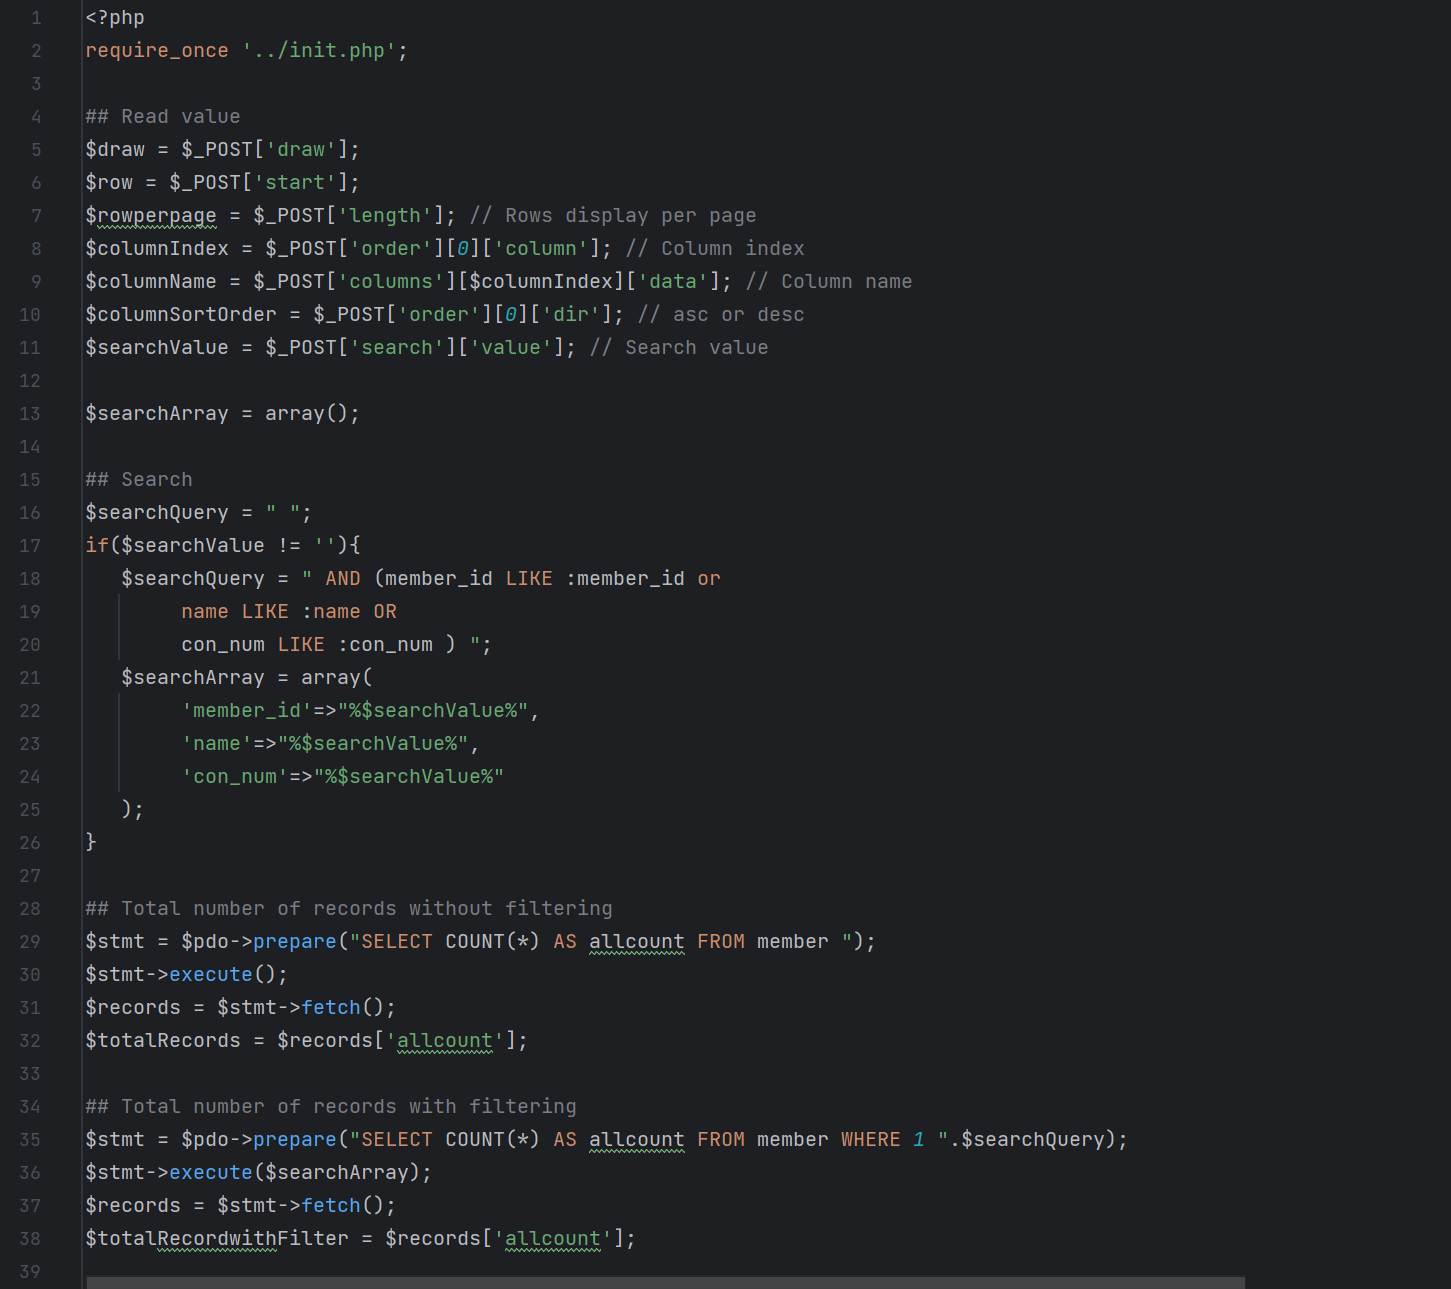 1 <?php
2 require_once '../init.php';
3
4 ## Read value
5 $draw = $_POST['draw'];
6 $row = $_POST['start'];
7 $rowperpage = $_POST['length']; // Rows display per page
8 $columnIndex = $_POST['order'][0]['column']; // Column index
9 $columnName = $_POST['columns'][$columnIndex]['data']; // Column name
10 $columnSortOrder = $_POST['order'][0]['dir']; // asc or desc
11 $searchValue = $_POST['search']['value']; // Search value
12
13 $searchArray = array();
14
15 ## Search
16 $searchQuery = " ";
17 if($searchValue != ''){
18    $searchQuery = " AND (member_id LIKE :member_id or
19         name LIKE :name OR
20         con_num LIKE :con_num ) ";
21    $searchArray = array(
22         'member_id'=>"%$searchValue%",
23         'name'=>"%$searchValue%",
24         'con_num'=>"%$searchValue%"
25    );
26 }
27
28 ## Total number of records without filtering
29 $stmt = $pdo->prepare("SELECT COUNT(*) AS allcount FROM member ");
30 $stmt->execute();
31 $records = $stmt->fetch();
32 $totalRecords = $records['allcount'];
33
34 ## Total number of records with filtering
35 $stmt = $pdo->prepare("SELECT COUNT(*) AS allcount FROM member WHERE 1 ".$searchQuery);
36 $stmt->execute($searchArray);
37 $records = $stmt->fetch();
38 $totalRecordwithFilter = $records['allcount'];
39